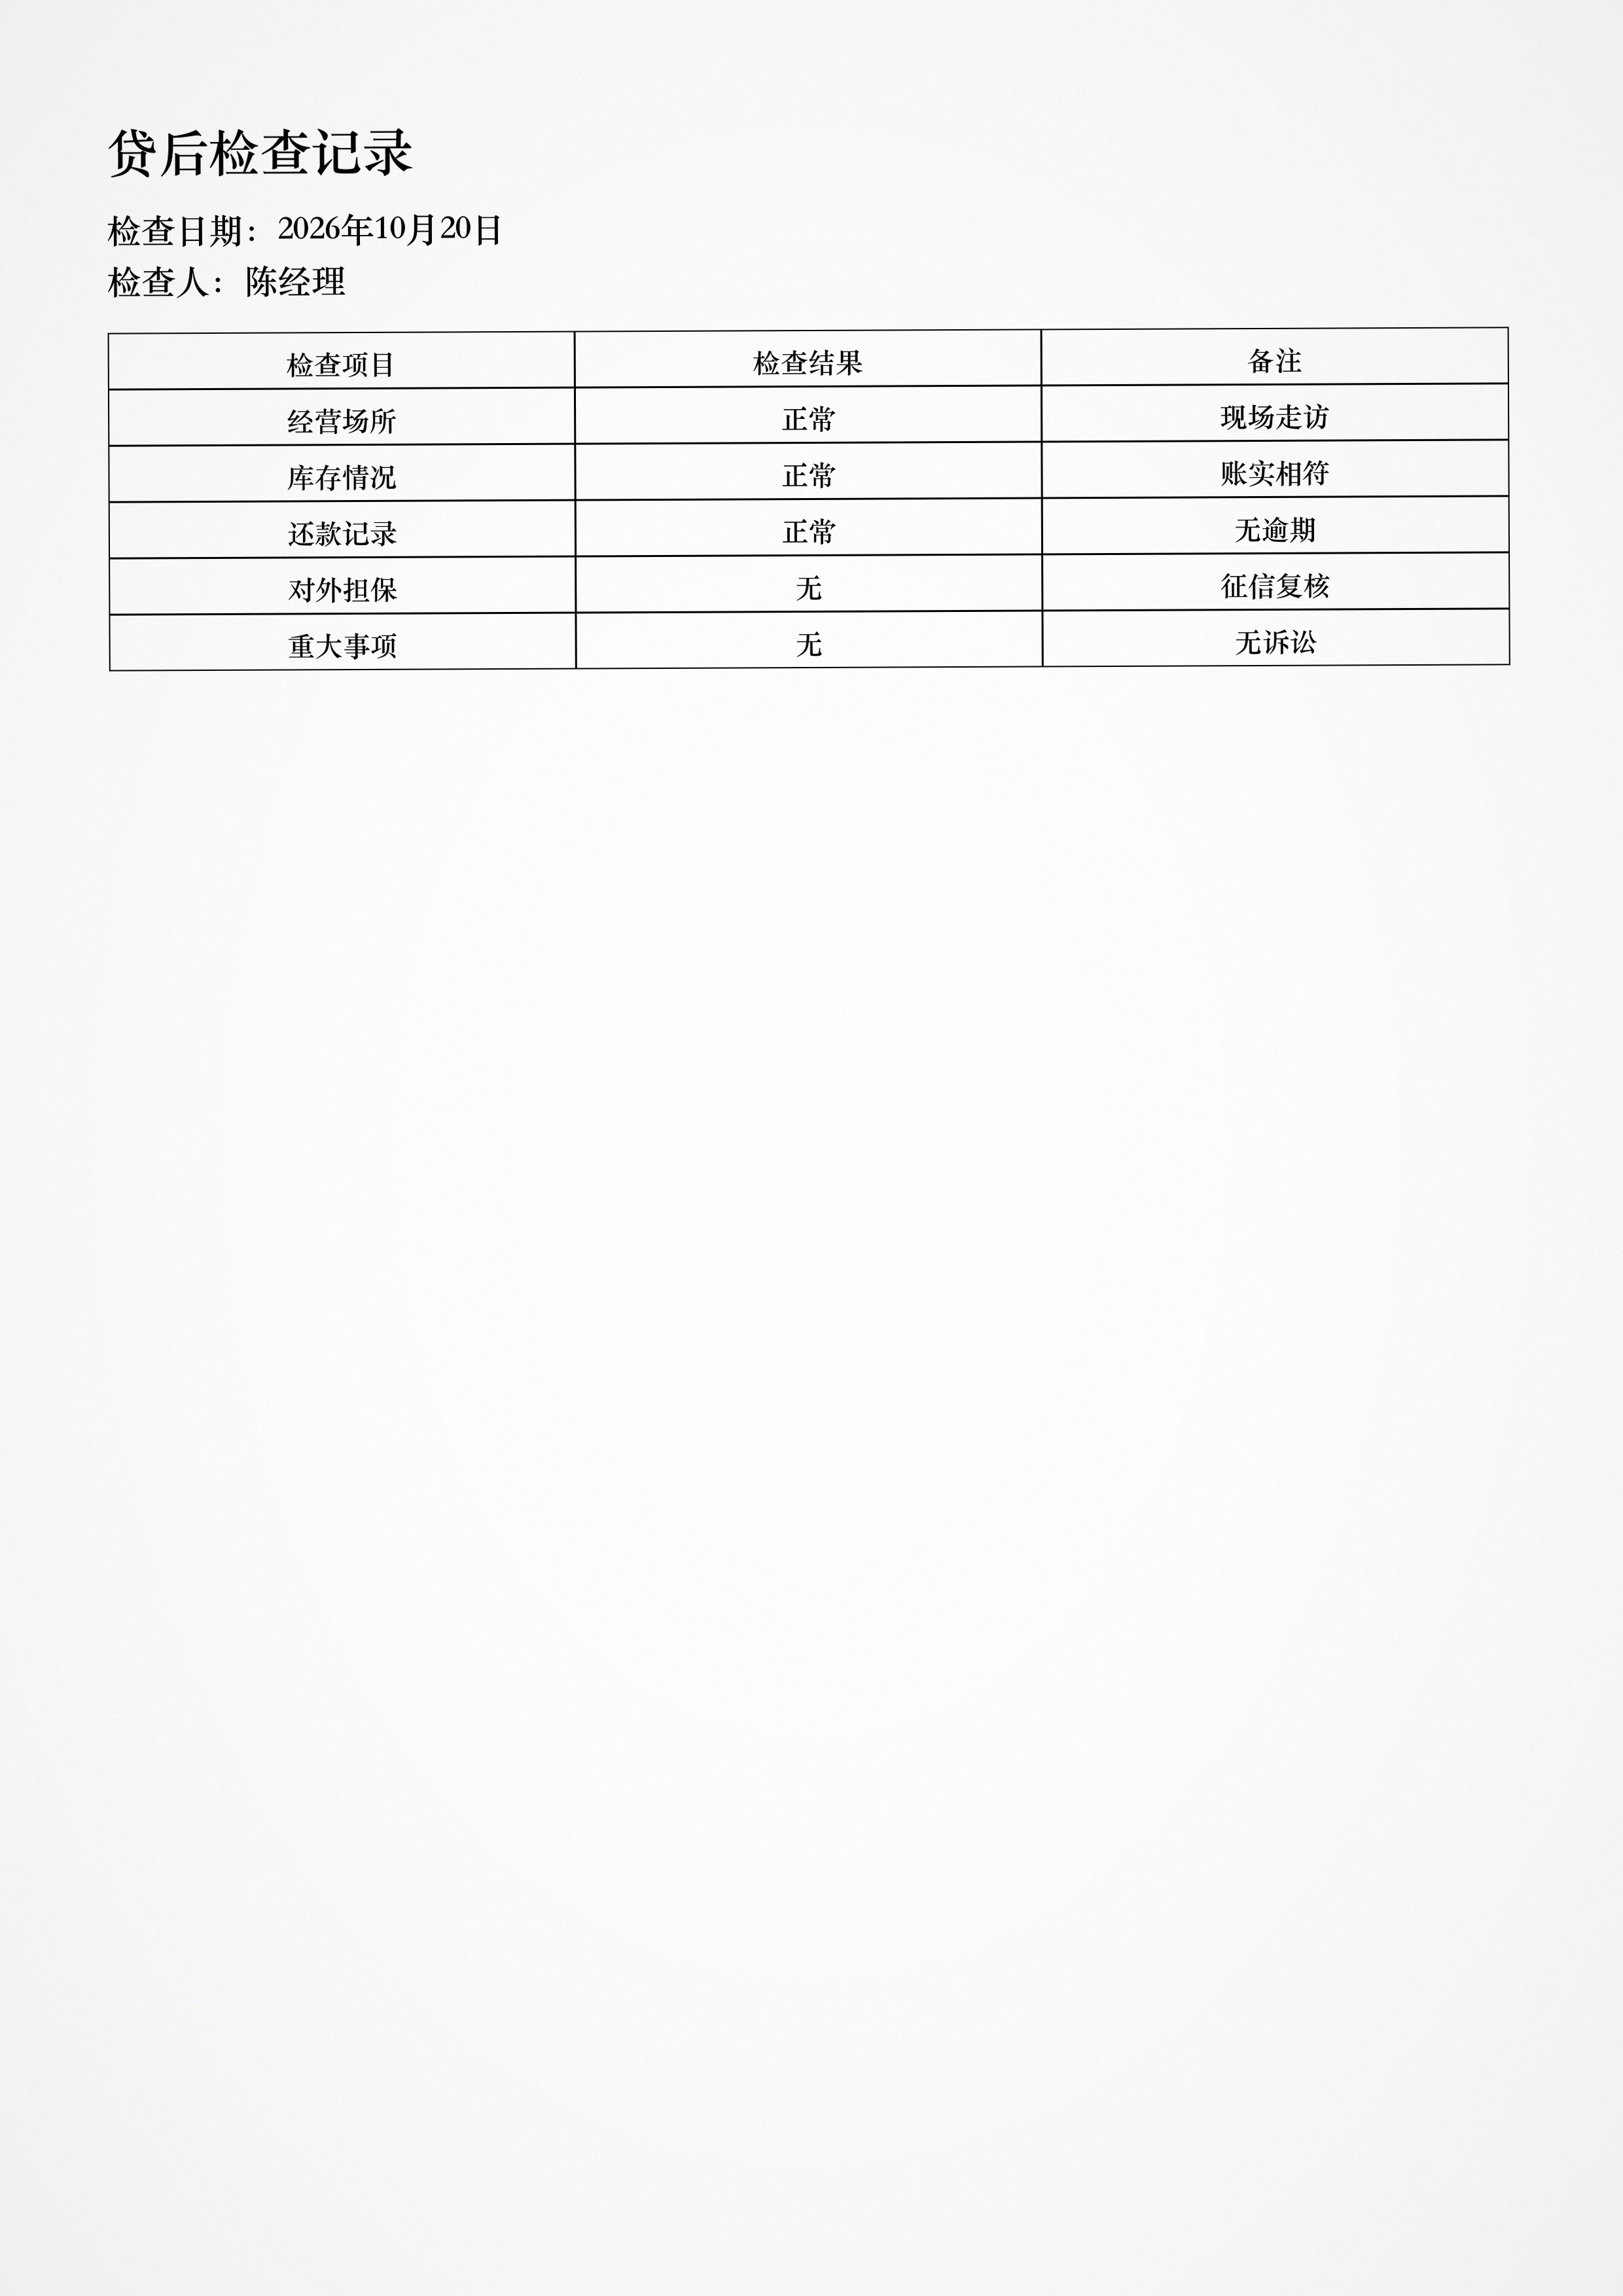 贷后检查记录
检查日期：2026年10月20日
检查人：陈经理
检查项目 检查结果 备注
经营场所 正常 现场走访
库存情况 正常 账实相符
还款记录 正常 无逾期
对外担保 无 征信复核
重大事项 无 无诉讼